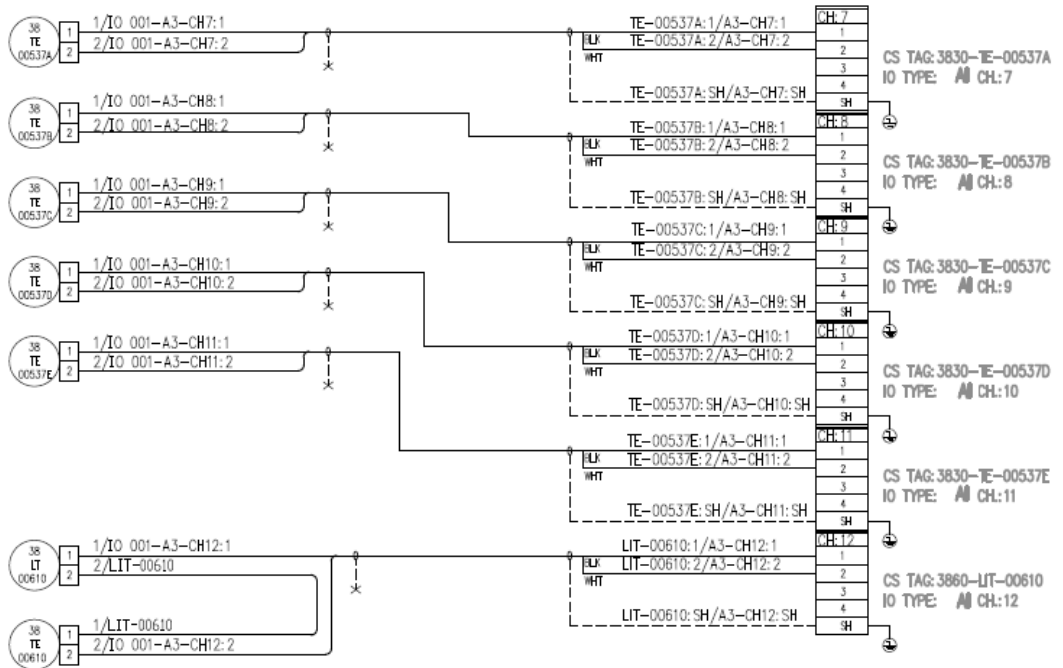 38
TE
00537A
1
2
1/IO 001-A3-CH7:1
2/IO 001-A3-CH7:2
TE-00537A:1/A3-CH7:1
BLK
TE-00537A:2/A3-CH7:2
WHT
TE-00537A:SH/A3-CH7:SH
CH:7
1
2
3
4
SH
CS TAG:3830-TE-00537A
IO TYPE: AI CH.:7
38
TE
00537B
1
2
1/IO 001-A3-CH8:1
2/IO 001-A3-CH8:2
TE-00537B:1/A3-CH8:1
BLK
TE-00537B:2/A3-CH8:2
WHT
TE-00537B:SH/A3-CH8:SH
CH:8
1
2
3
4
SH
CS TAG:3830-TE-00537B
IO TYPE: AI CH.:8
38
TE
00537C
1
2
1/IO 001-A3-CH9:1
2/IO 001-A3-CH9:2
TE-00537C:1/A3-CH9:1
BLK
TE-00537C:2/A3-CH9:2
WHT
TE-00537C:SH/A3-CH9:SH
CH:9
1
2
3
4
SH
CS TAG:3830-TE-00537C
IO TYPE: AI CH.:9
38
TE
00537D
1
2
1/IO 001-A3-CH10:1
2/IO 001-A3-CH10:2
TE-00537D:1/A3-CH10:1
BLK
TE-00537D:2/A3-CH10:2
WHT
TE-00537D:SH/A3-CH10:SH
CH:10
1
2
3
4
SH
CS TAG:3830-TE-00537D
IO TYPE: AI CH.:10
38
TE
00537E
1
2
1/IO 001-A3-CH11:1
2/IO 001-A3-CH11:2
TE-00537E:1/A3-CH11:1
BLK
TE-00537E:2/A3-CH11:2
WHT
TE-00537E:SH/A3-CH11:SH
CH:11
1
2
3
4
SH
CS TAG:3830-TE-00537E
IO TYPE: AI CH.:11
38
LT
00610
1
2
1/IO 001-A3-CH12:1
2/LIT-00610
38
TE
00610
1
2
1/LIT-00610
2/IO 001-A3-CH12:2
LIT-00610:1/A3-CH12:1
BLK
LIT-00610:2/A3-CH12:2
WHT
LIT-00610:SH/A3-CH12:SH
CH:12
1
2
3
4
SH
CS TAG:3860-LIT-00610
IO TYPE: AI CH.:12